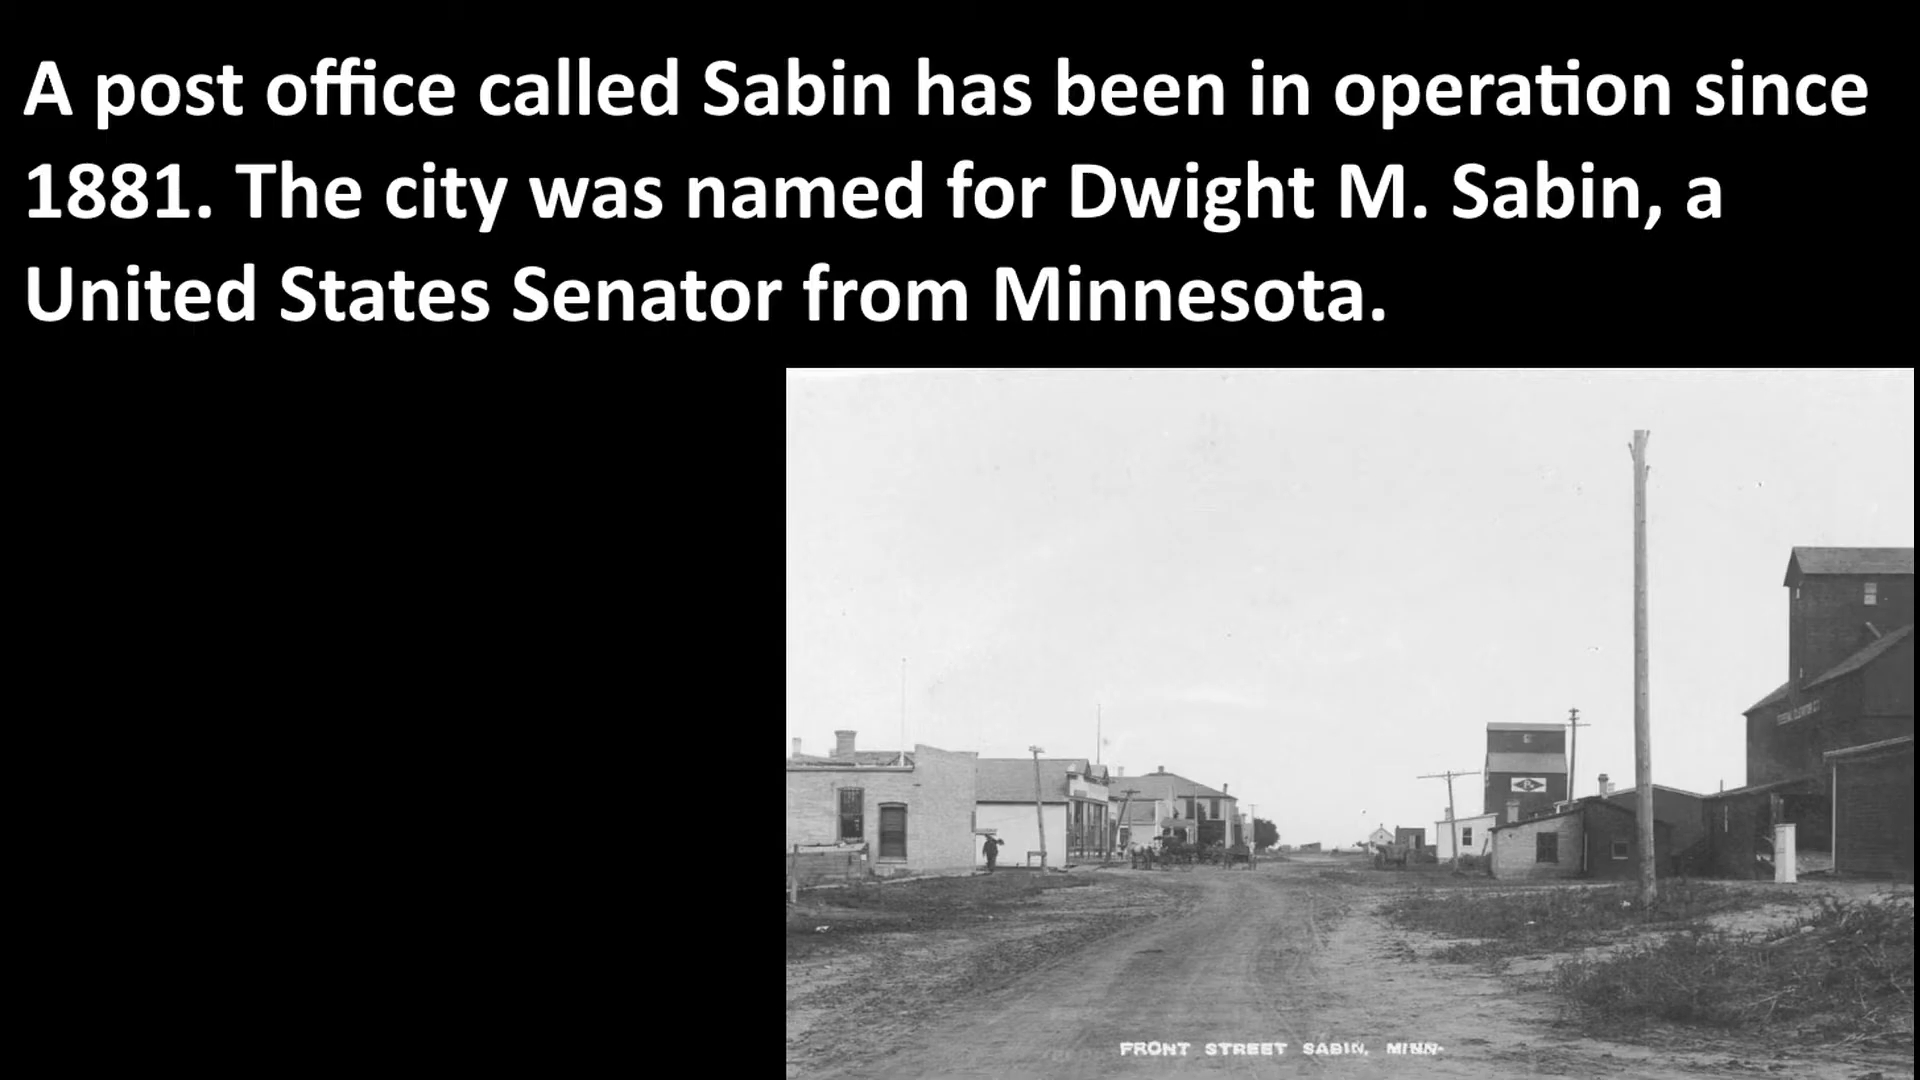 A post office called Sabin has been in operation since
1881. The city was named for Dwight M. Sabin, a
United States Senator from Minnesota.
FRONT STREET SABIN, MINN-